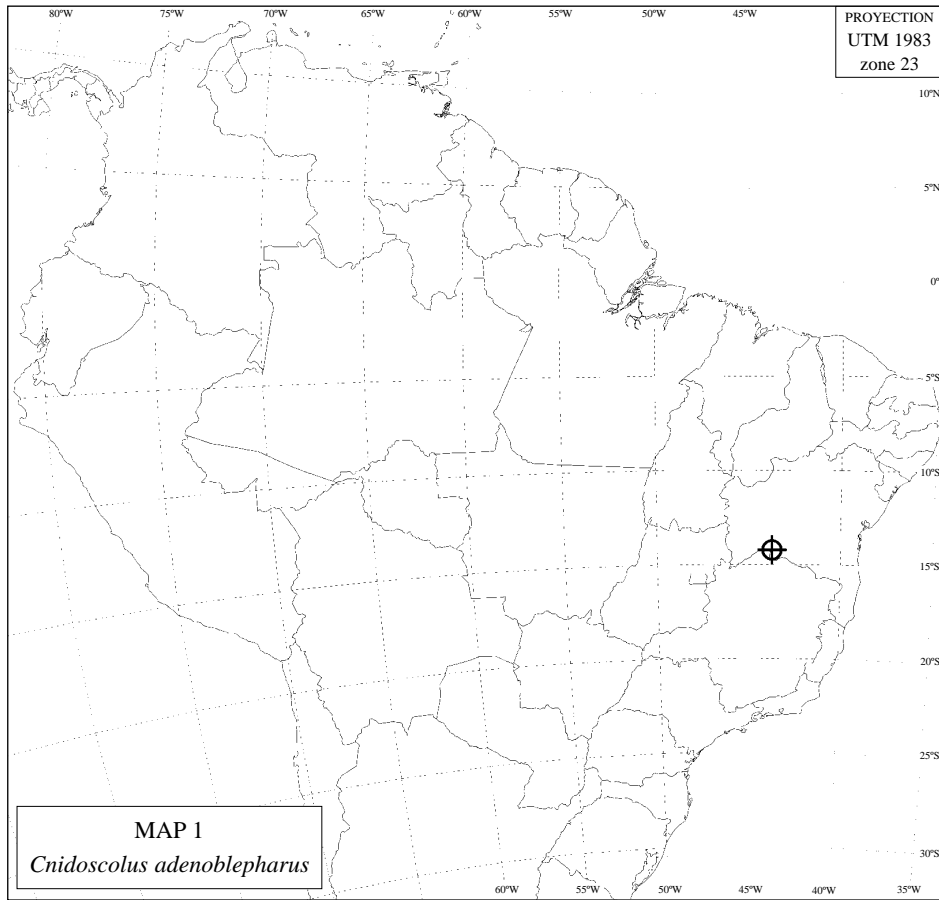 80ºW 75ºW 70ºW 65ºW 60ºW 55ºW 50ºW 45ºW
PROYECTION
UTM 1983
zone 23
10ºN
5ºN
0º
5ºS
10ºS
15ºS
20ºS
25ºS
30ºS
MAP 1
Cnidoscolus adenoblepharus
60ºW 55ºW 50ºW 45ºW 40ºW 35ºW